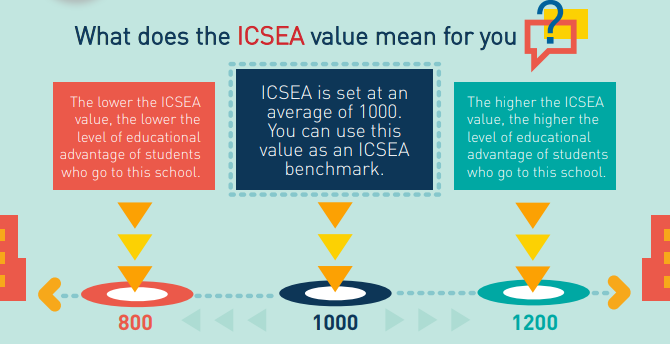 What does the ICSEA value mean for you ?
The lower the ICSEA
value, the lower the
level of educational
advantage of students
who go to this school.
ICSEA is set at an
average of 1000.
You can use this
value as an ICSEA
benchmark.
The higher the ICSEA
value, the higher the
level of educational
advantage of students
who go to this school.
800
1000
1200